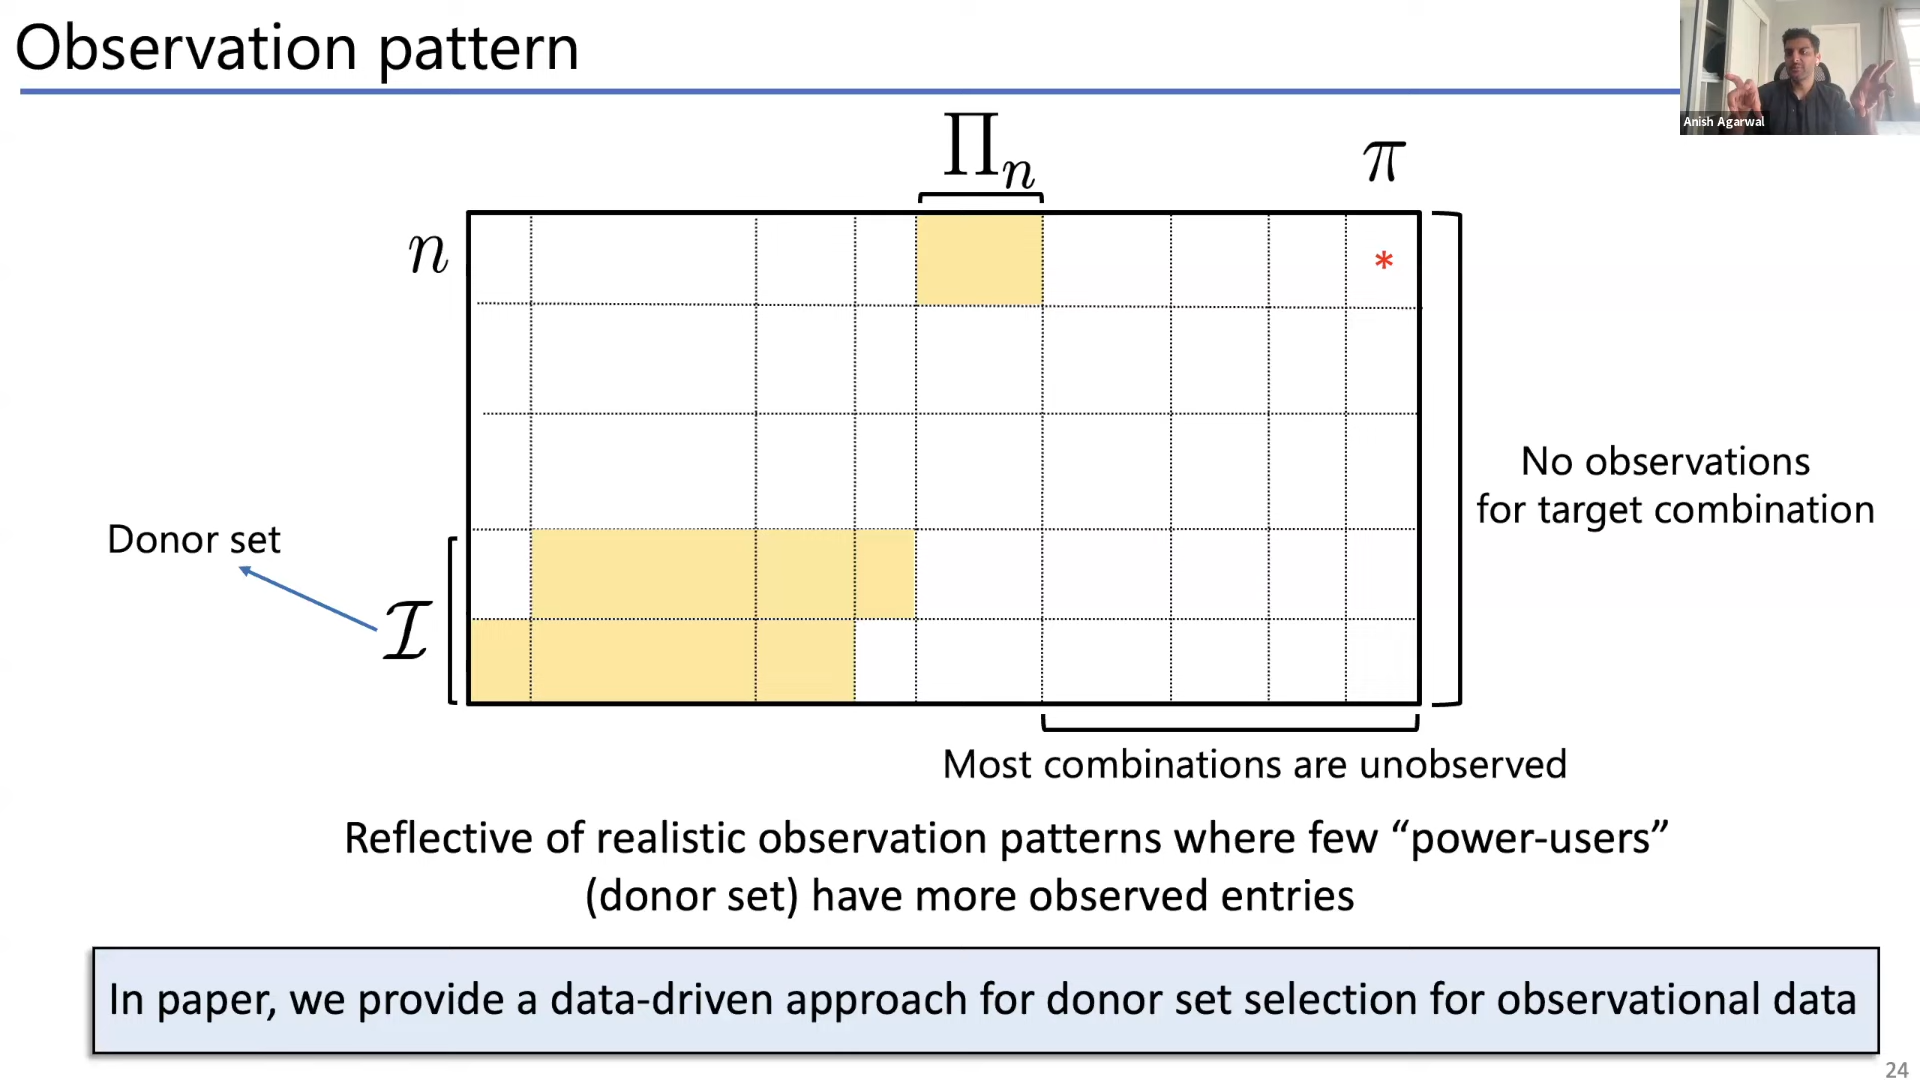 Observation pattern
Anish Agarwal
Πₙ
π
n
*
No observations
for target combination
Donor set
ℐ
Most combinations are unobserved
Reflective of realistic observation patterns where few “power-users”
(donor set) have more observed entries
In paper, we provide a data-driven approach for donor set selection for observational data
24